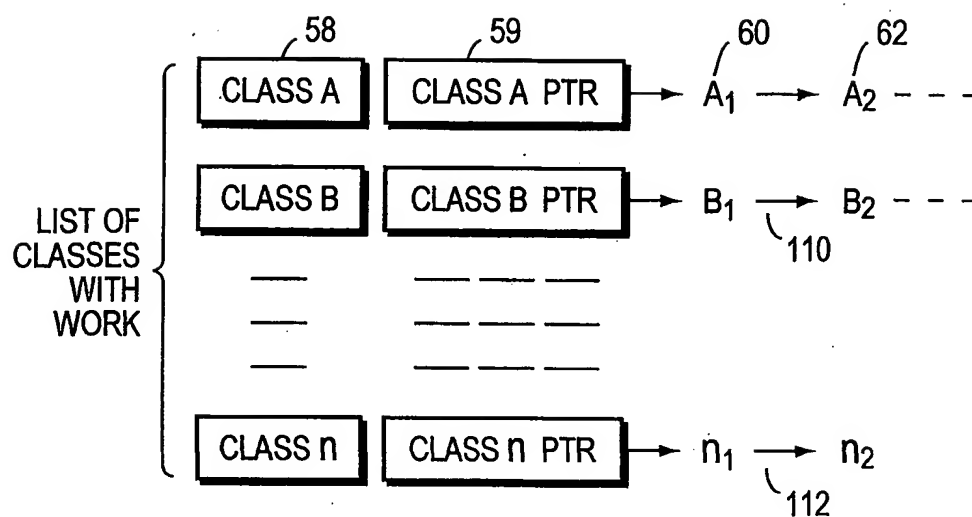 58 59 60 62
CLASS A CLASS A PTR A₁ A₂
CLASS B CLASS B PTR B₁ B₂
110
LIST OF
CLASSES
WITH
WORK
CLASS n CLASS n PTR n₁ n₂
112